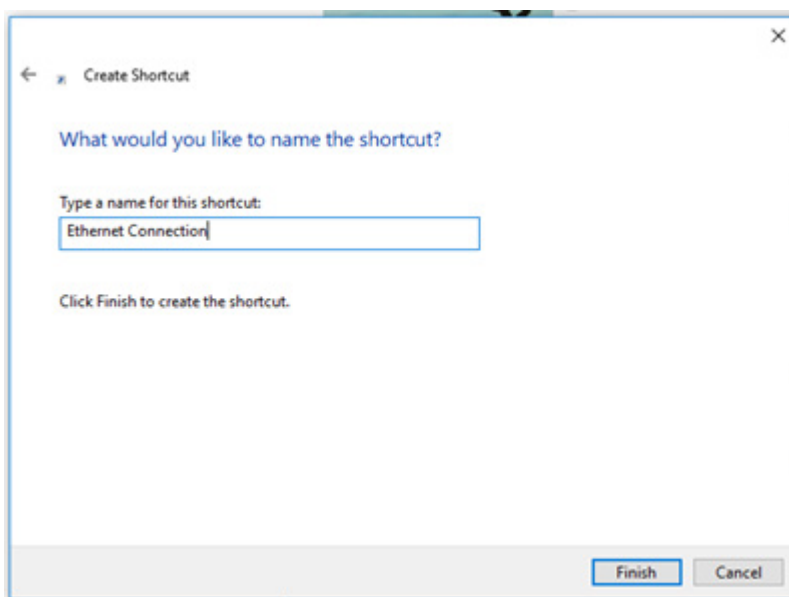 Create Shortcut
What would you like to name the shortcut?
Type a name for this shortcut:
Ethernet Connection
Click Finish to create the shortcut.
Finish Cancel